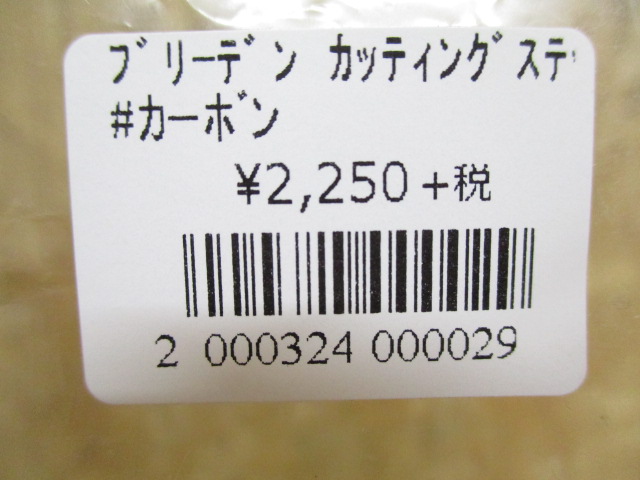 ﾌﾞﾘｰﾃﾞﾝ ｶｯﾃｨﾝｸﾞｽﾃ
#ｶｰﾎﾞﾝ
¥2,250+税
2 000324 000029